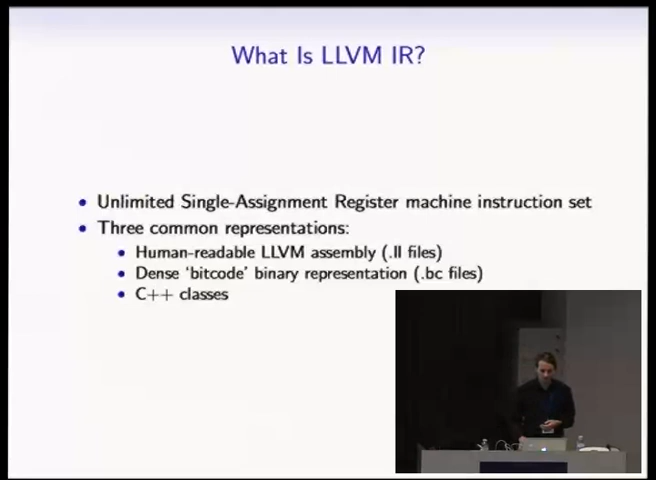 What Is LLVM IR?
• Unlimited Single-Assignment Register machine instruction set
• Three common representations:
• Human-readable LLVM assembly (.ll files)
• Dense ‘bitcode’ binary representation (.bc files)
• C++ classes